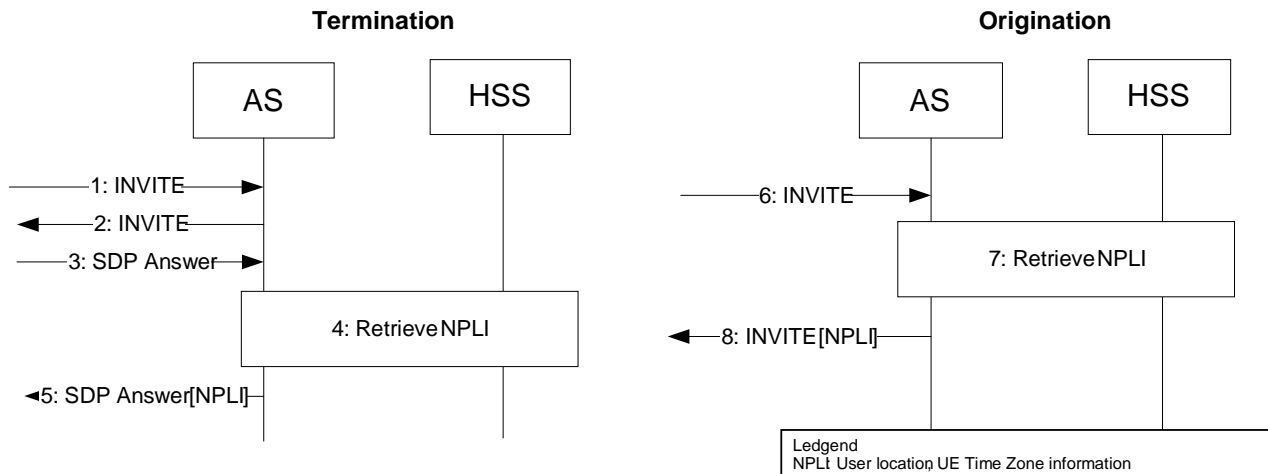 Termination
Origination
AS
HSS
AS
HSS
1: INVITE
2: INVITE
3: SDP Answer
4: Retrieve NPLI
5: SDP Answer[NPLI]
6: INVITE
7: Retrieve NPLI
8: INVITE[NPLI]
Ledgend
NPLI: User location, UE Time Zone information